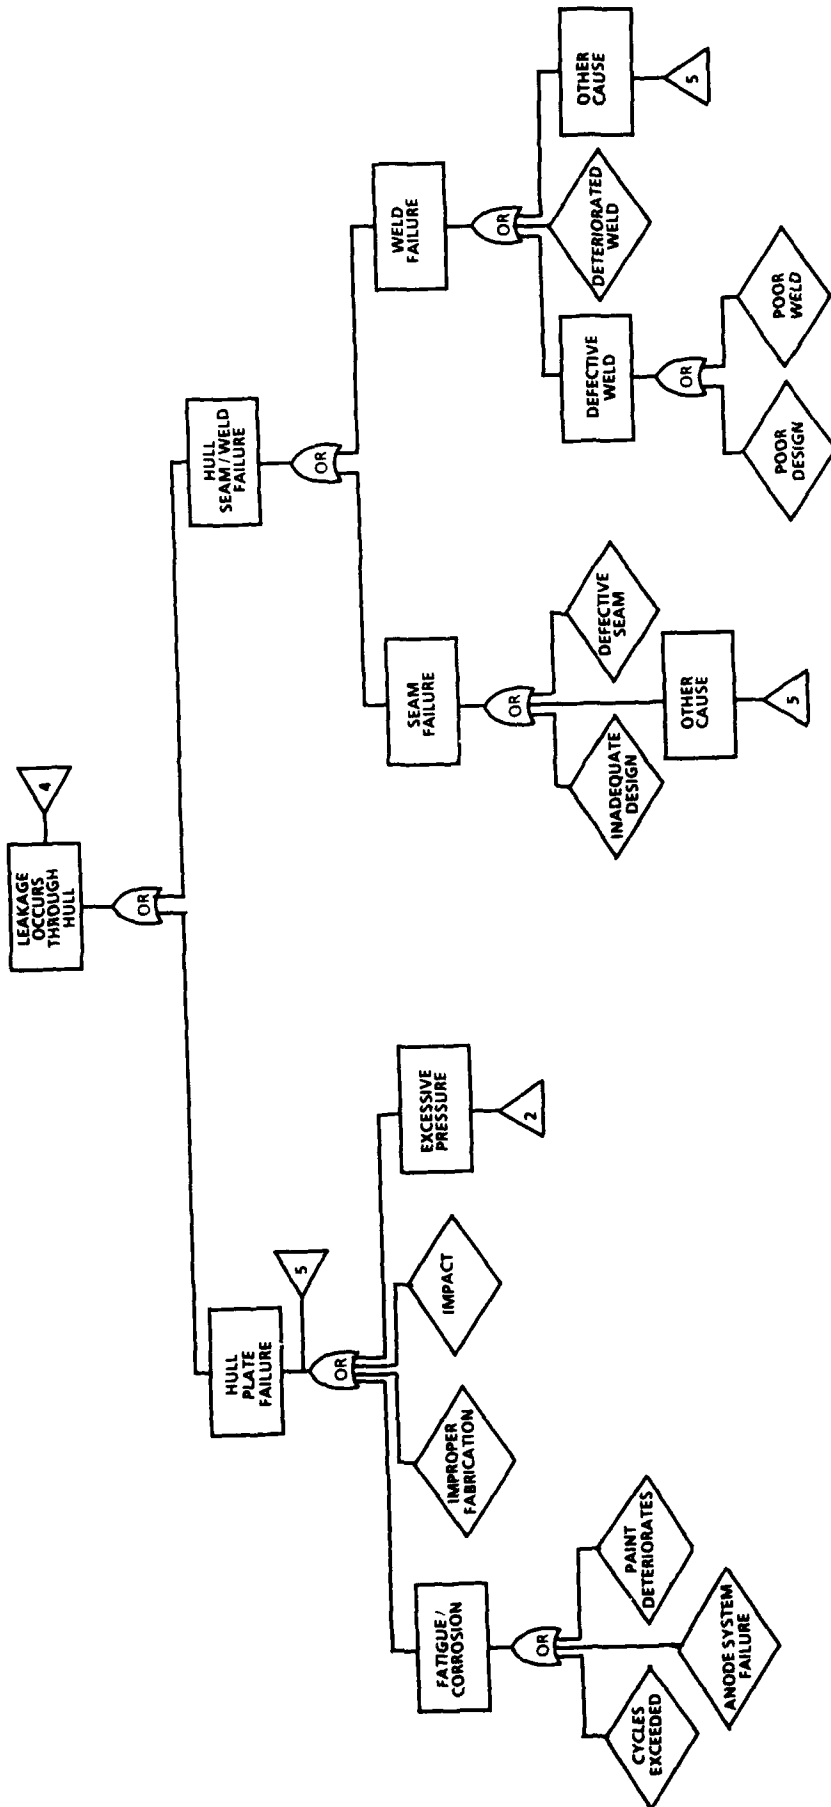 LEAKAGE
OCCURS
THROUGH
HULL
4
OR
HULL
PLATE
FAILURE
5
OR
HULL
SEAM / WELD
FAILURE
OR
FATIGUE /
CORROSION
OR
IMPROPER
FABRICATION
IMPACT
EXCESSIVE
PRESSURE
2
CYCLES
EXCEEDED
ANODE SYSTEM
FAILURE
PAINT
DETERIORATES
SEAM
FAILURE
OR
INADEQUATE
DESIGN
OTHER
CAUSE
5
DEFECTIVE
SEAM
WELD
FAILURE
OR
DEFECTIVE
WELD
OR
DETERIORATED
WELD
OTHER
CAUSE
5
POOR
DESIGN
POOR
WELD